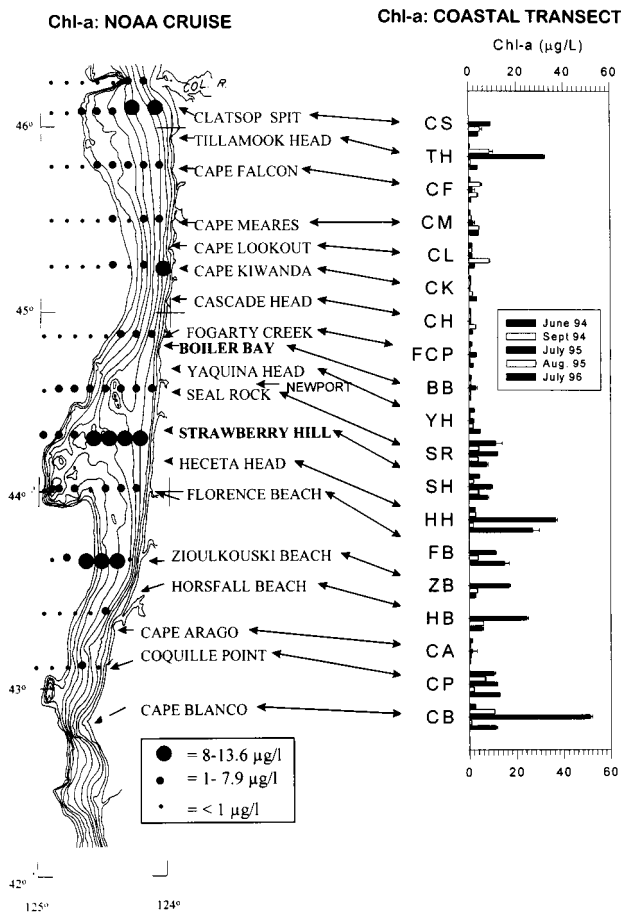 Chl-a: NOAA CRUISE
Chl-a: COASTAL TRANSECT
Chl-a (µg/L)
0 20 40 60
COL. R.
46°
45°
44°
43°
42°
125° 124°
CLATSOP SPIT
TILLAMOOK HEAD
CAPE FALCON
CAPE MEARES
CAPE LOOKOUT
CAPE KIWANDA
CASCADE HEAD
FOGARTY CREEK
BOILER BAY
YAQUINA HEAD
NEWPORT
SEAL ROCK
STRAWBERRY HILL
HECETA HEAD
FLORENCE BEACH
ZIOULKOUSKI BEACH
HORSFALL BEACH
CAPE ARAGO
COQUILLE POINT
CAPE BLANCO
= 8-13.6 µg/l
= 1- 7.9 µg/l
= < 1 µg/l
CS
TH
CF
CM
CL
CK
CH
FCP
BB
YH
SR
SH
HH
FB
ZB
HB
CA
CP
CB
June 94
Sept 94
July 95
Aug. 95
July 96
0 20 40 60